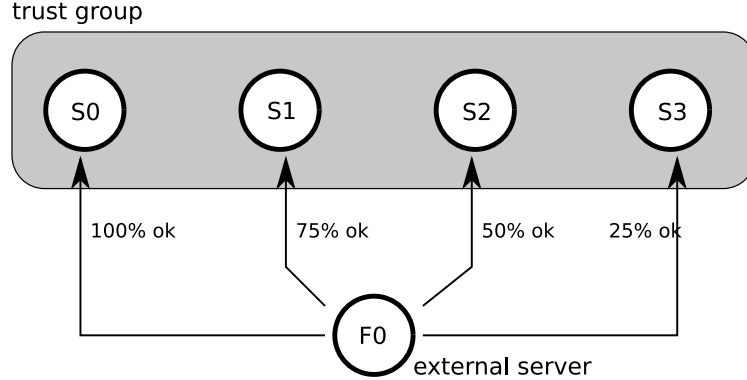 trust group
S0 S1 S2 S3
100% ok 75% ok 50% ok 25% ok
F0
external server